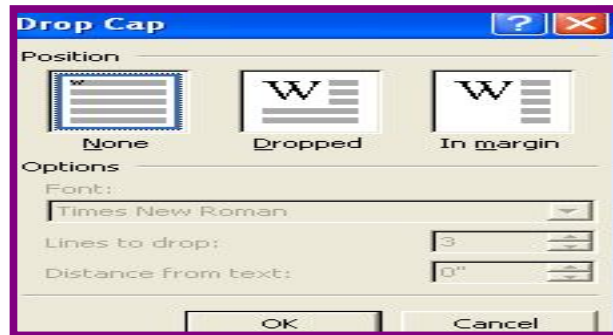 Drop Cap
Position
W W W
None Dropped In margin
Options
Font:
Times New Roman
Lines to drop: 3
Distance from text: 0"
OK Cancel